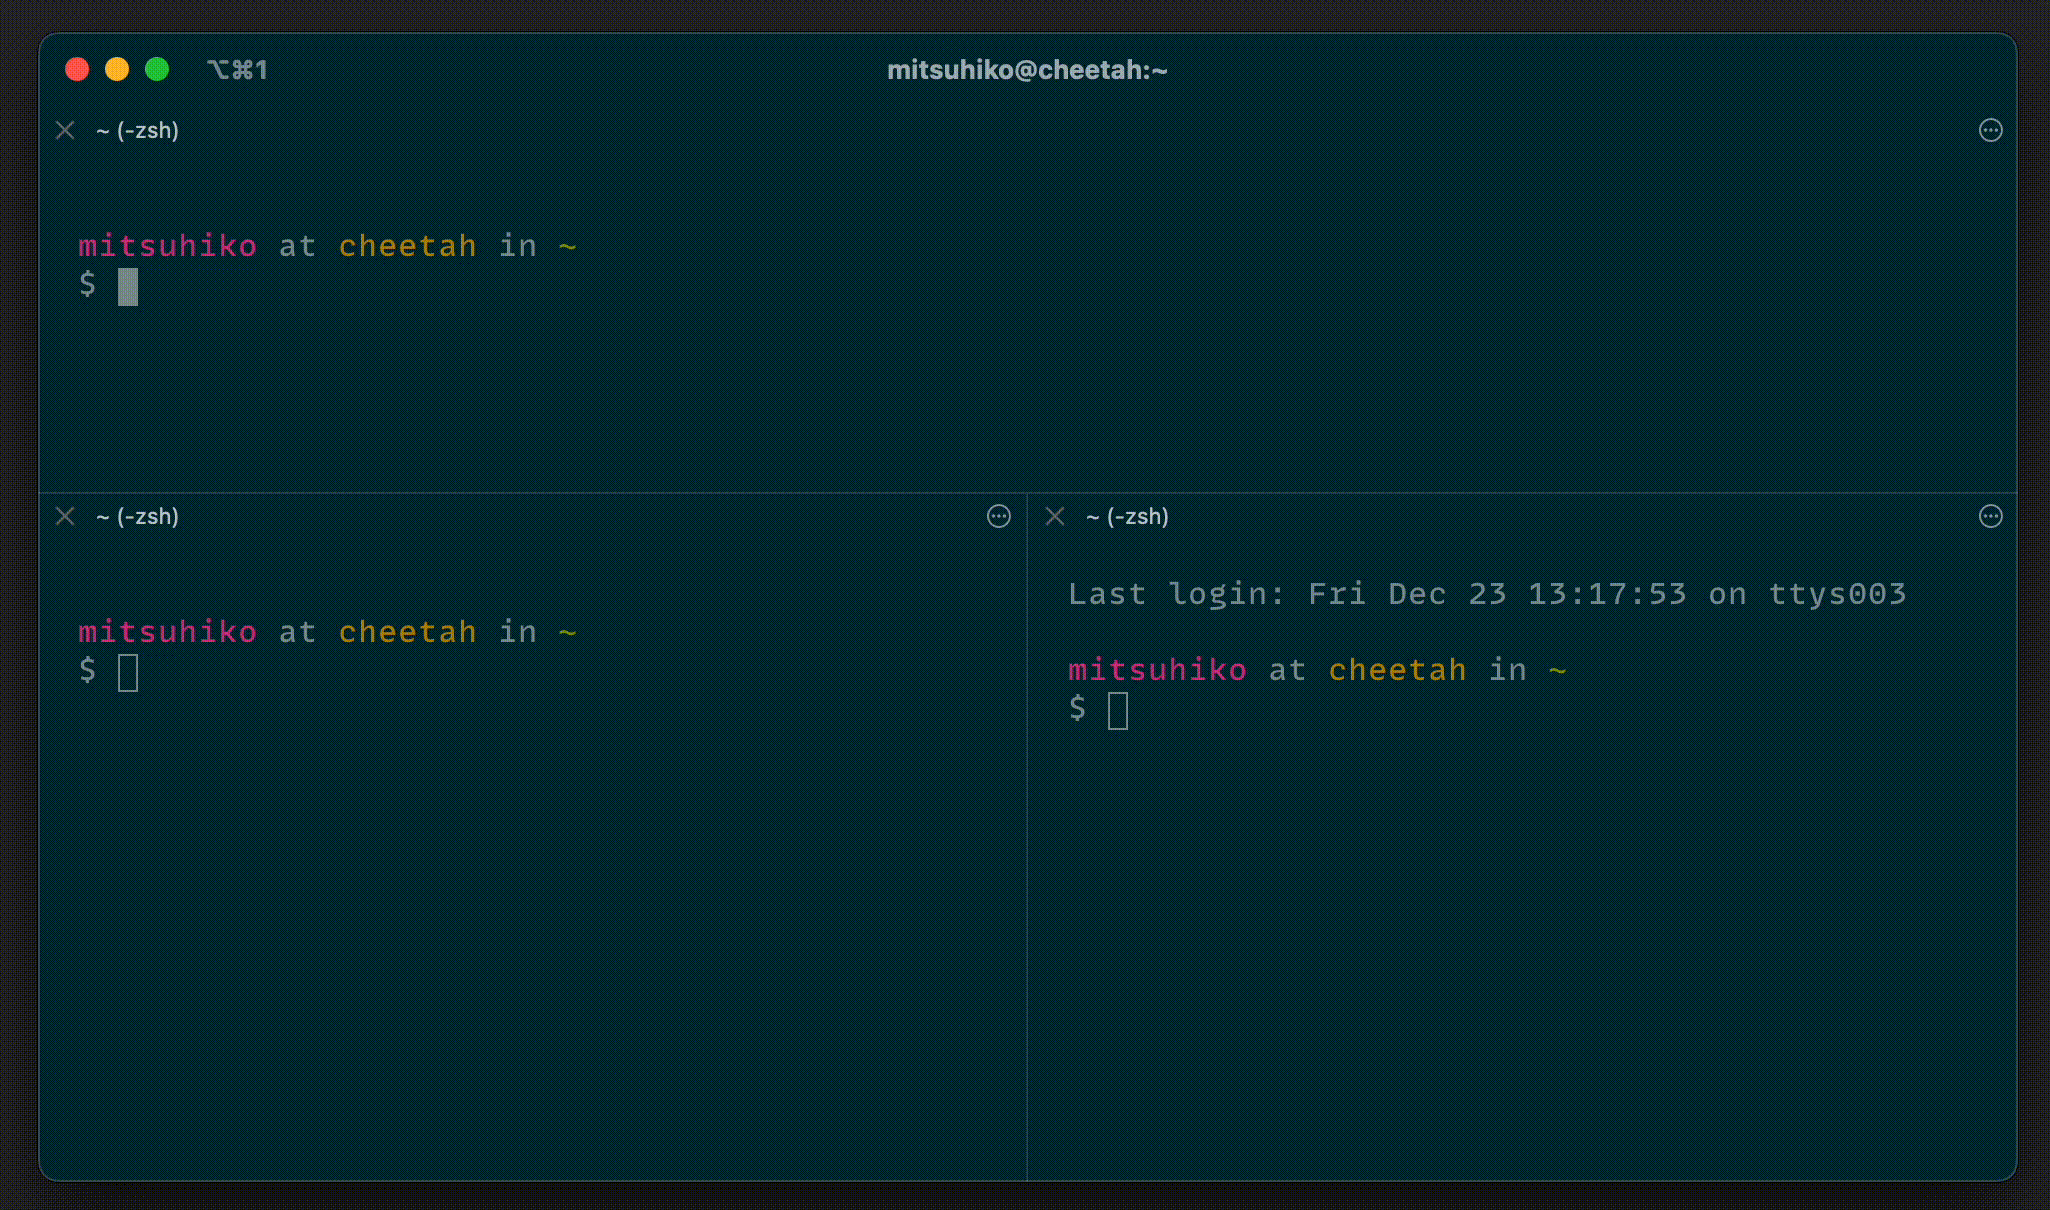 ⌥⌘1
mitsuhiko@cheetah:~
~ (-zsh)
mitsuhiko at cheetah in ~
$
~ (-zsh)
mitsuhiko at cheetah in ~
$
~ (-zsh)
Last login: Fri Dec 23 13:17:53 on ttys003
mitsuhiko at cheetah in ~
$